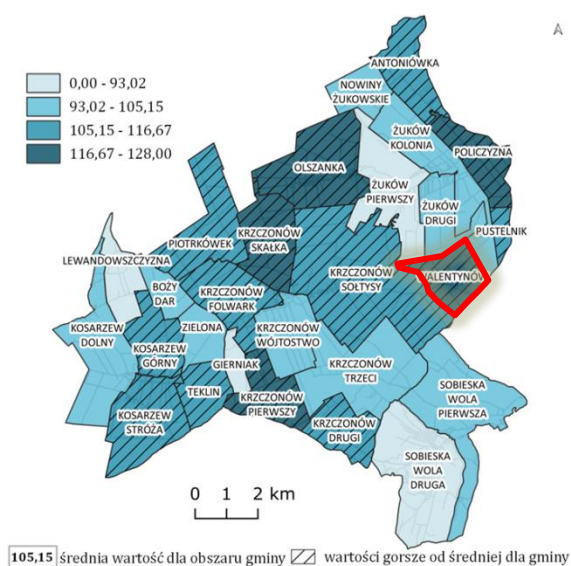 A
0,00 - 93,02
93,02 - 105,15
105,15 - 116,67
116,67 - 128,00
ANTONIÓWKA
NOWINY
ŻUKOWSKIE
ŻUKÓW
KOLONIA
POLICZYZNA
OLSZANKA
ŻUKÓW
PIERWSZY
ŻUKÓW
DRUGI
PUSTELNIK
PIOTRKÓWEK
KRZCZONÓW
SKAŁKA
LEWANDOWSZCZYZNA
KRZCZONÓW
SOŁTYSY
WALENTYNÓW
BOŻY
DAR
KRZCZONÓW
FOLWARK
KOSARZEW
DOLNY
ZIELONA
KRZCZONÓW
WÓJTOSTWO
KOSARZEW
GÓRNY
GIERNIAK
KRZCZONÓW
TRZECI
TEKLIN
KRZCZONÓW
PIERWSZY
SOBIESKA
WOLA
PIERWSZA
KOSARZEW
STRÓŻA
KRZCZONÓW
DRUGI
SOBIESKA
WOLA
DRUGA
0 1 2 km
105,15 średnia wartość dla obszaru gminy wartości gorsze od średniej dla gminy